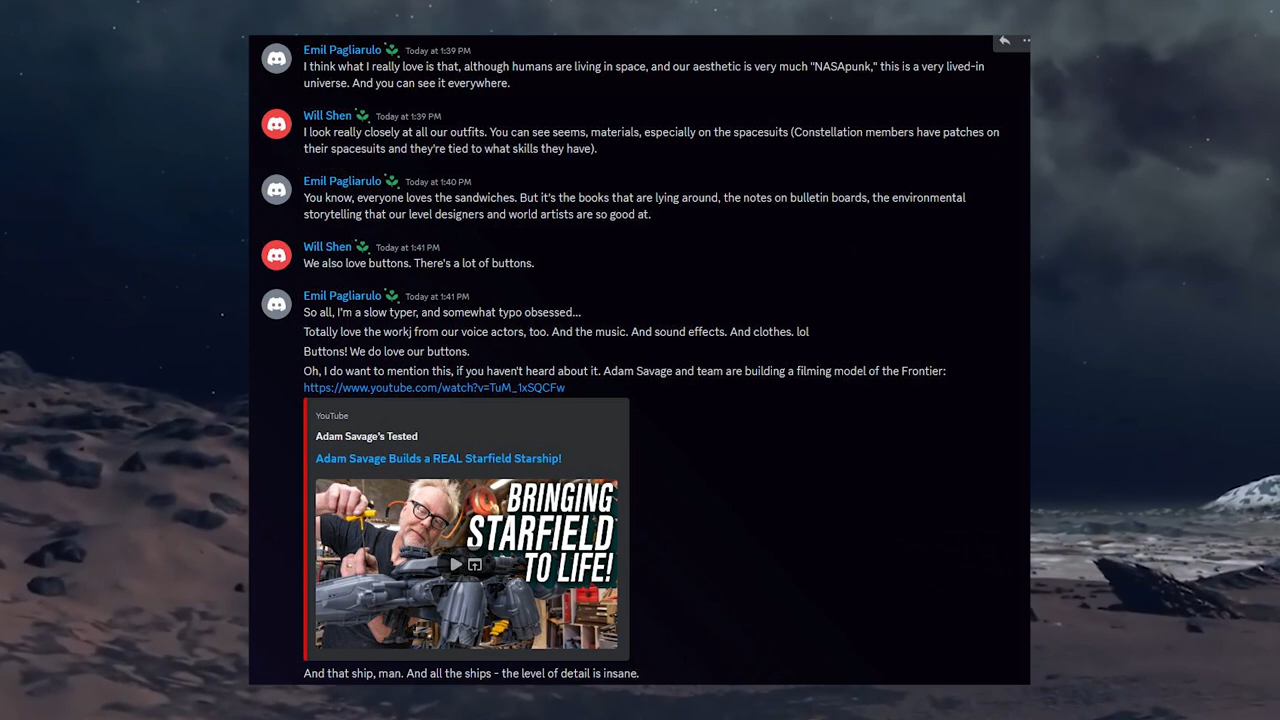 Emil Pagliarulo Today at 1:39 PM
I think what I really love is that, although humans are living in space, and our aesthetic is very much "NASApunk," this is a very lived-in
universe. And you can see it everywhere.
Will Shen Today at 1:39 PM
I look really closely at all our outfits. You can see seems, materials, especially on the spacesuits (Constellation members have patches on
their spacesuits and they're tied to what skills they have).
Emil Pagliarulo Today at 1:40 PM
You know, everyone loves the sandwiches. But it's the books that are lying around, the notes on bulletin boards, the environmental
storytelling that our level designers and world artists are so good at.
Will Shen Today at 1:41 PM
We also love buttons. There's a lot of buttons.
Emil Pagliarulo Today at 1:41 PM
So all, I'm a slow typer, and somewhat typo obsessed...
Totally love the workj from our voice actors, too. And the music. And sound effects. And clothes. lol
Buttons! We do love our buttons.
Oh, I do want to mention this, if you haven't heard about it. Adam Savage and team are building a filming model of the Frontier:
https://www.youtube.com/watch?v=TuM_1xSQCFw
YouTube
Adam Savage's Tested
Adam Savage Builds a REAL Starfield Starship!
BRINGING
STARFIELD
TO LIFE!
And that ship, man. And all the ships - the level of detail is insane.